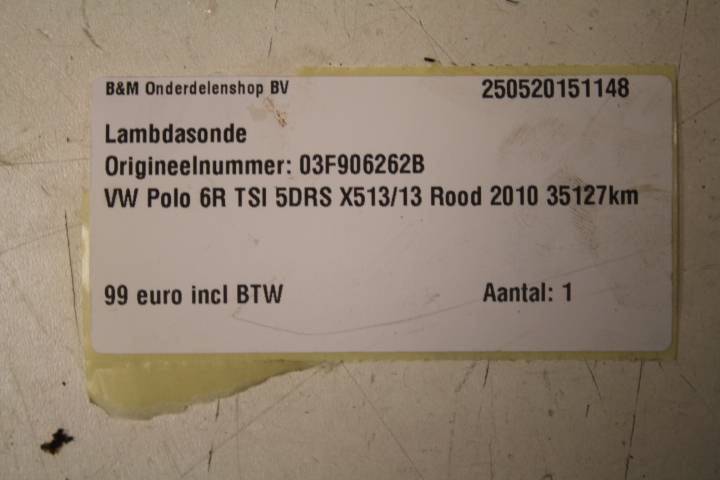 B&M Onderdelenshop BV 250520151148
Lambdasonde
Origineelnummer: 03F906262B
VW Polo 6R TSI 5DRS X513/13 Rood 2010 35127km
99 euro incl BTW Aantal: 1